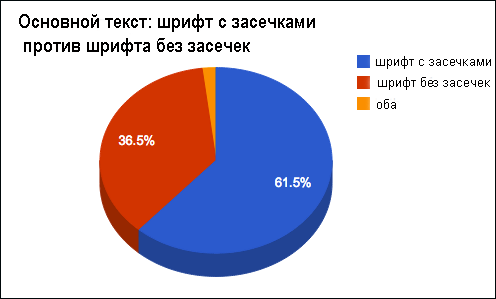 Основной текст: шрифт с засечками
против шрифта без засечек
шрифт с засечками
шрифт без засечек
оба
36.5%
61.5%